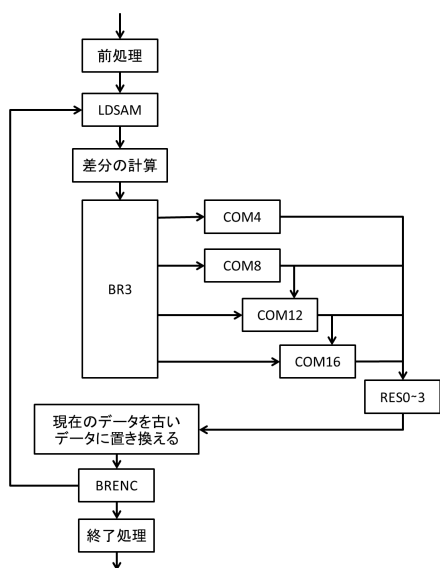 前処理
LDSAM
差分の計算
BR3
COM4
COM8
COM12
COM16
RES0~3
現在のデータを古い
データに置き換える
BRENC
終了処理